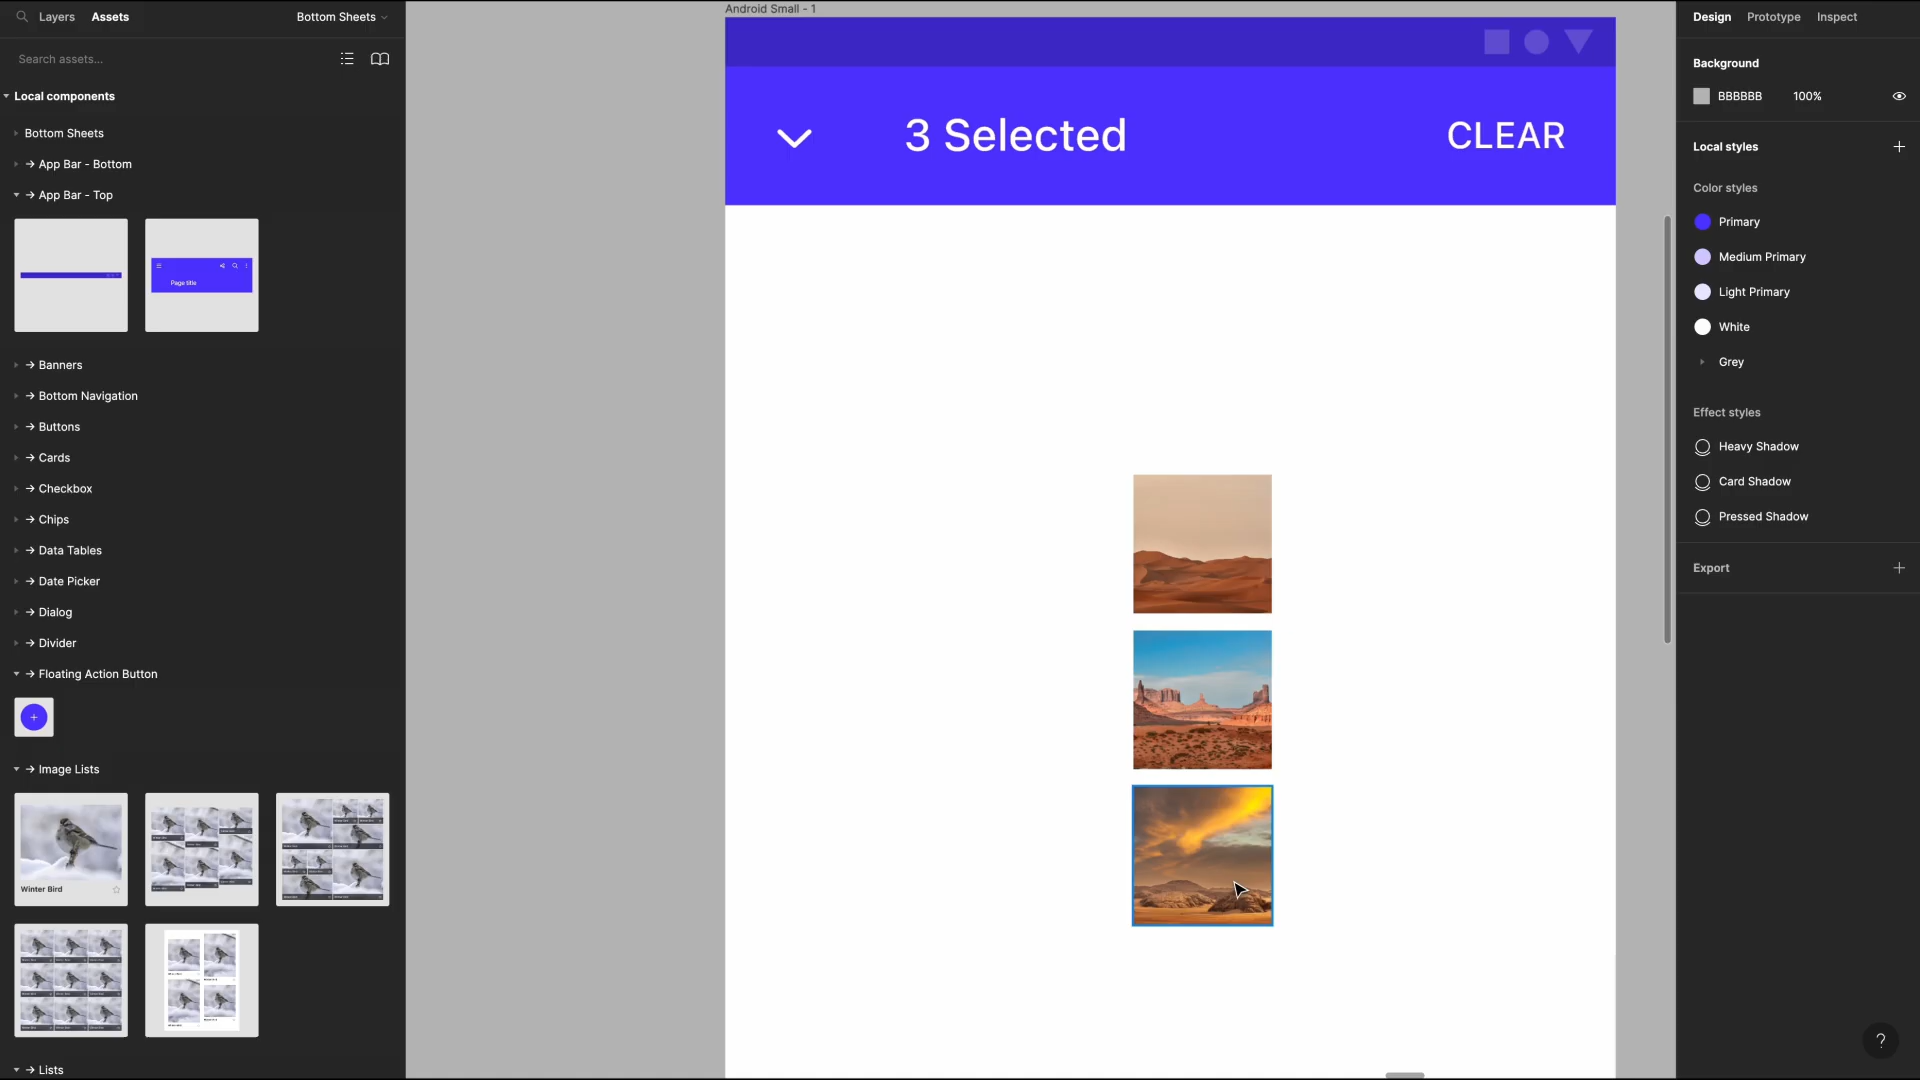 Layers
Assets
Bottom Sheets
Search assets...
Local components
Bottom Sheets
→ App Bar - Bottom
→ App Bar - Top
Page title
→ Banners
→ Bottom Navigation
→ Buttons
→ Cards
→ Checkbox
→ Chips
→ Data Tables
→ Date Picker
→ Dialog
→ Divider
→ Floating Action Button
→ Image Lists
Winter Bird
→ Lists
Android Small - 1
3 Selected
CLEAR
Design
Prototype
Inspect
Background
BBBBBB
100%
Local styles
Color styles
Primary
Medium Primary
Light Primary
White
Grey
Effect styles
Heavy Shadow
Card Shadow
Pressed Shadow
Export
?